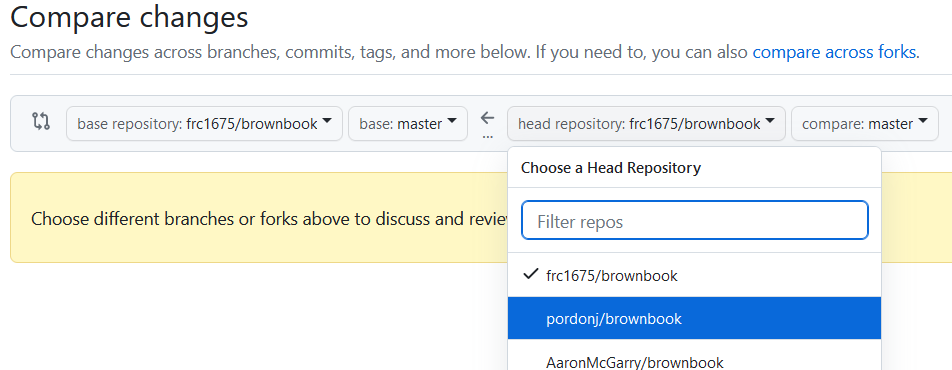 Compare changes
Compare changes across branches, commits, tags, and more below. If you need to, you can also compare across forks.
base repository: frc1675/brownbook base: master head repository: frc1675/brownbook compare: master
Choose a Head Repository
Choose different branches or forks above to discuss and
Filter repos
frc1675/brownbook
pordonj/brownbook
AaronMcGarry/brownbook